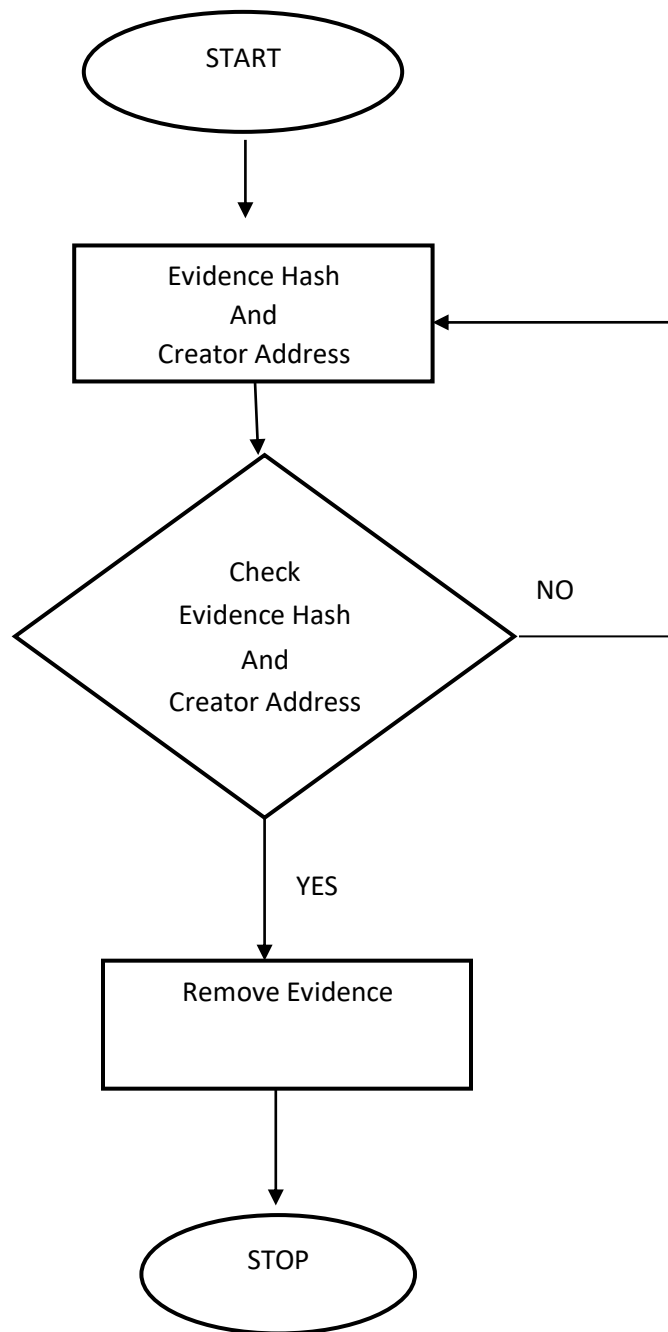 START
Evidence Hash
And
Creator Address
Check
Evidence Hash
And
Creator Address
NO
YES
Remove Evidence
STOP